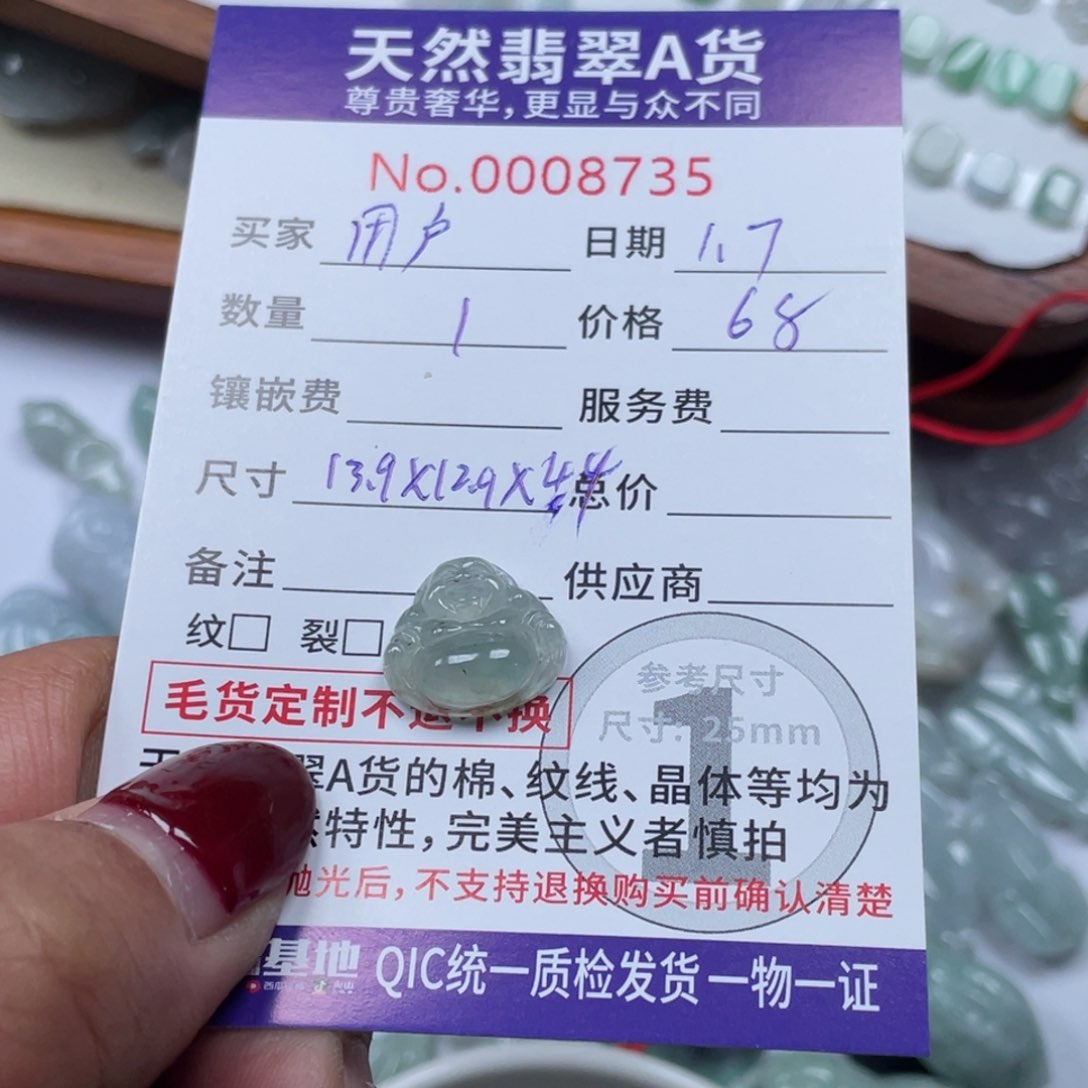 天然翡翠A货
尊贵奢华,更显与众不同
No.0008735
买家 用户 日期 1.7
数量 1 价格 68
镶嵌费 服务费
尺寸 13.9X12.9X4.4 总价
备注 供应商
纹□ 裂□
参考尺寸
尺寸: 25mm
1
毛货定制不退不换
天 翠A货的棉、纹线、晶体等均为
然特性,完美主义者慎拍
抛光后,不支持退换购买前确认清楚
基地 QIC统一质检发货 一物一证
西瓜